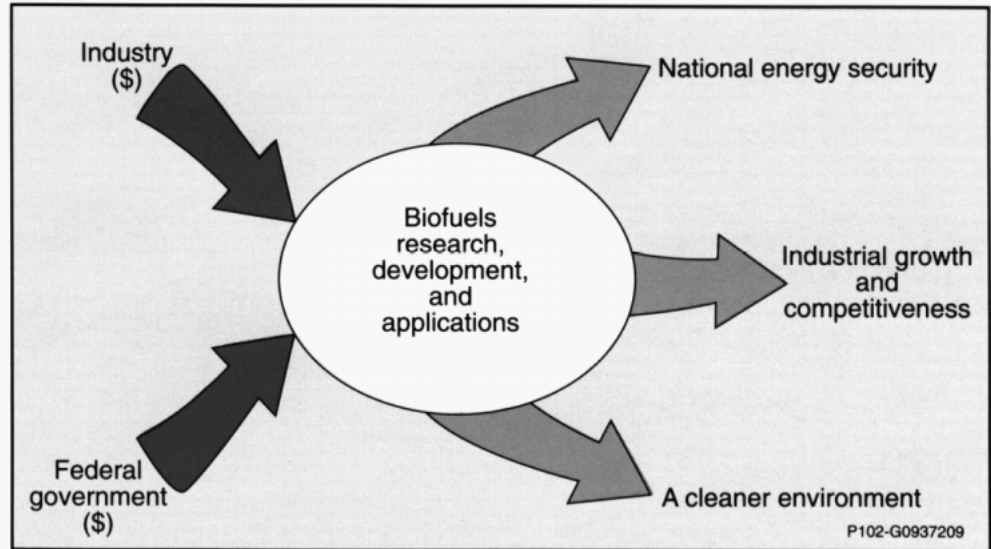 Industry
($)
Federal
government
($)
Biofuels
research,
development,
and
applications
National energy security
Industrial growth
and
competitiveness
A cleaner environment
P102-G0937209